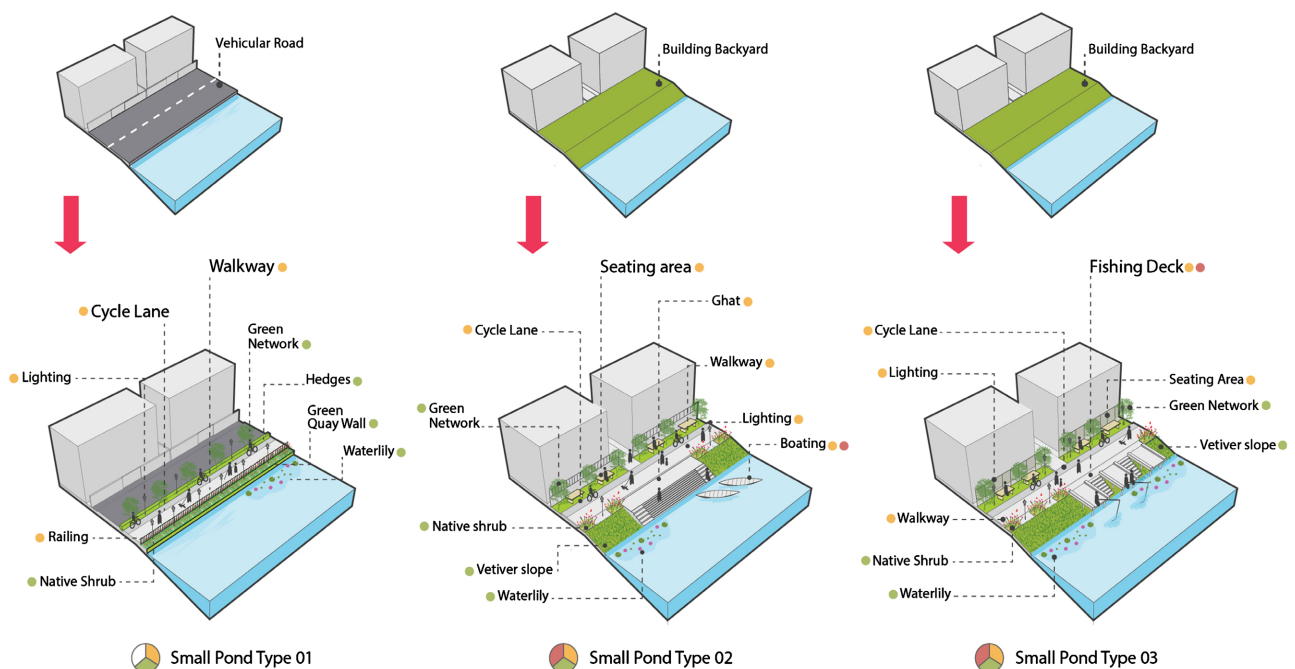 Vehicular Road
Building Backyard
Building Backyard
Walkway
Cycle Lane
Green
Network
Lighting
Hedges
Green
Quay Wall
Waterlily
Railing
Native Shrub
Small Pond Type 01
Seating area
Ghat
Cycle Lane
Walkway
Green
Network
Lighting
Boating
Native shrub
Vetiver slope
Waterlily
Small Pond Type 02
Fishing Deck
Cycle Lane
Lighting
Seating Area
Green Network
Vetiver slope
Walkway
Native Shrub
Waterlily
Small Pond Type 03